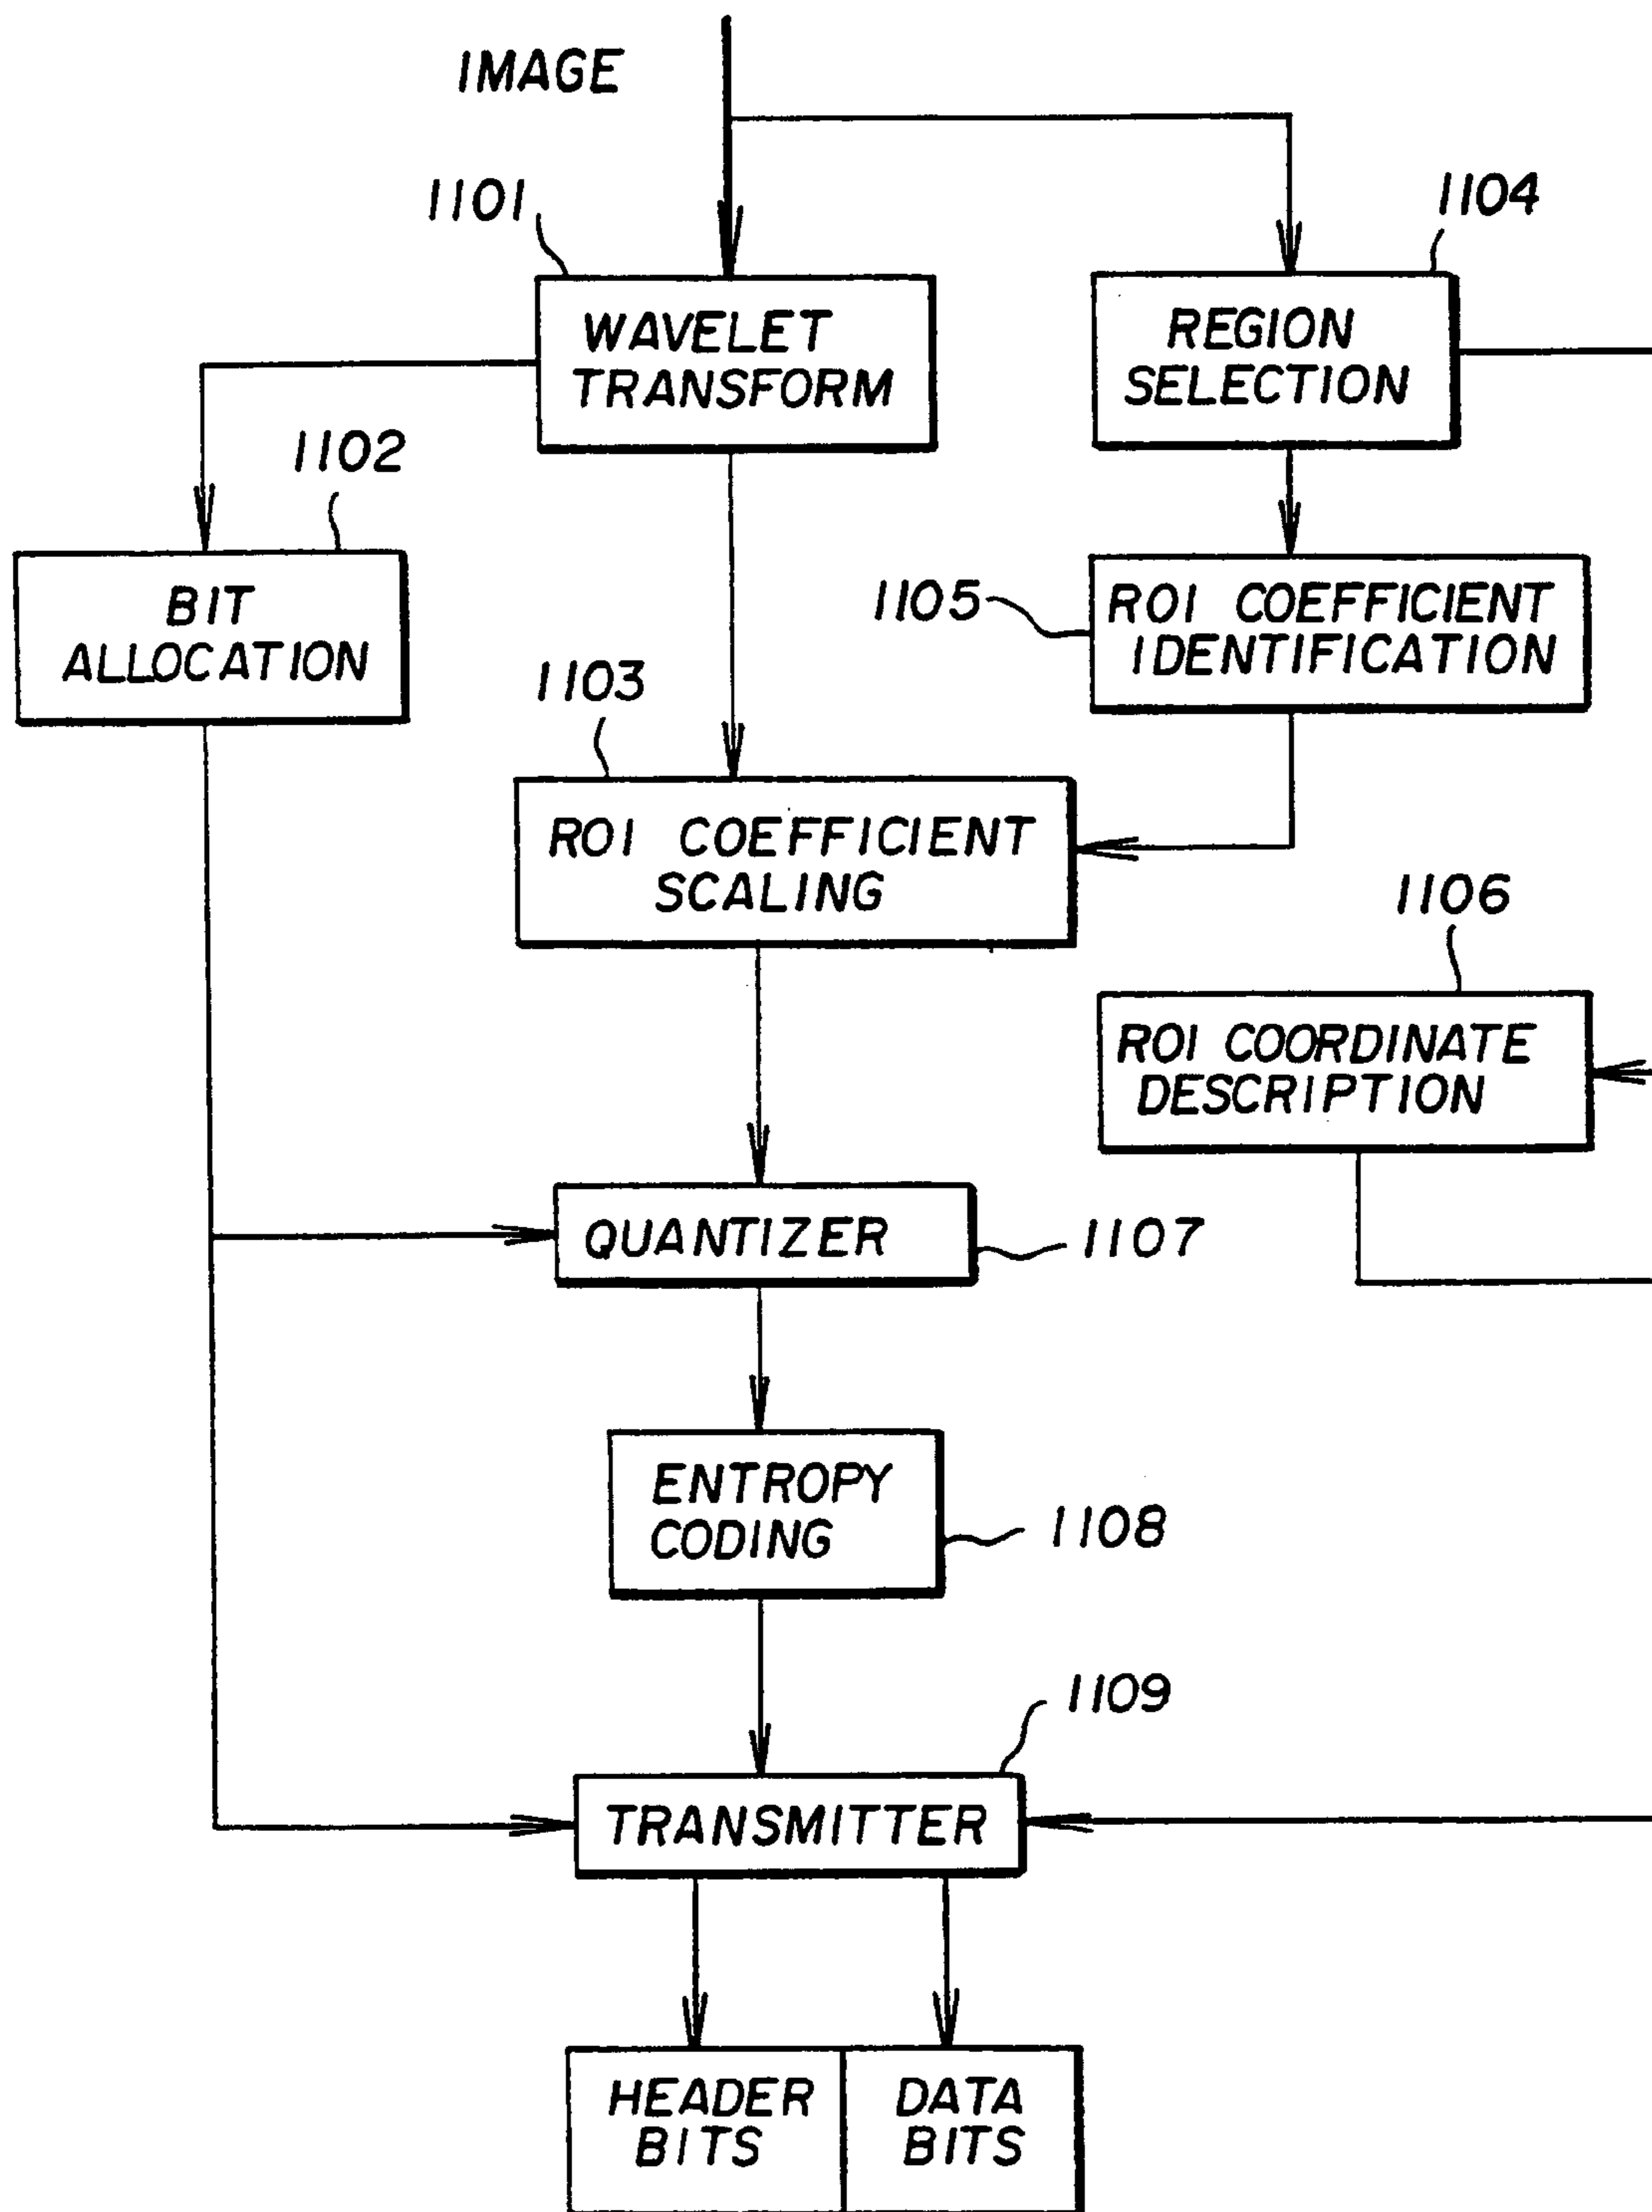 IMAGE
1101
1104
WAVELET
TRANSFORM
REGION
SELECTION
1102
BIT
ALLOCATION
1105
ROI COEFFICIENT
IDENTIFICATION
1103
ROI COEFFICIENT
SCALING
1106
ROI COORDINATE
DESCRIPTION
QUANTIZER
1107
ENTROPY
CODING
1108
1109
TRANSMITTER
HEADER
BITS
DATA
BITS